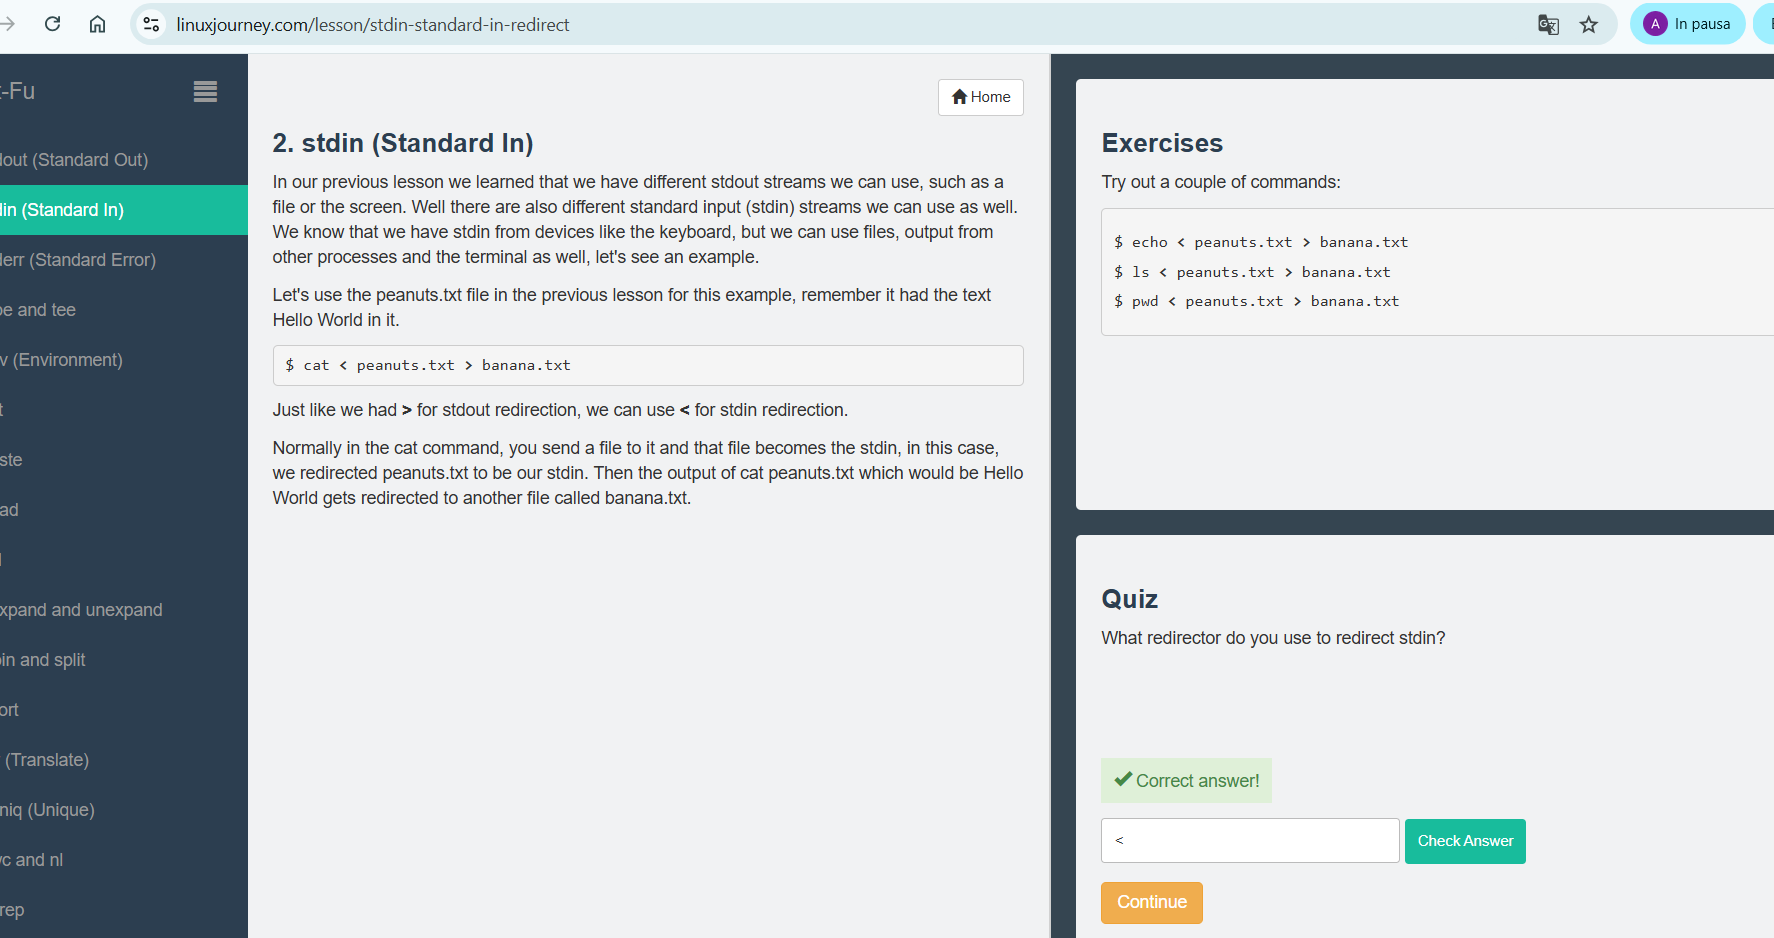 linuxjourney.com/lesson/stdin-standard-in-redirect
A In pausa
-Fu
dout (Standard Out)
din (Standard In)
derr (Standard Error)
pe and tee
v (Environment)
t
ste
ad
l
xpand and unexpand
oin and split
ort
(Translate)
niq (Unique)
wc and nl
rep
Home
2. stdin (Standard In)
In our previous lesson we learned that we have different stdout streams we can use, such as a
file or the screen. Well there are also different standard input (stdin) streams we can use as well.
We know that we have stdin from devices like the keyboard, but we can use files, output from
other processes and the terminal as well, let's see an example.
Let's use the peanuts.txt file in the previous lesson for this example, remember it had the text
Hello World in it.
$ cat < peanuts.txt > banana.txt
Just like we had > for stdout redirection, we can use < for stdin redirection.
Normally in the cat command, you send a file to it and that file becomes the stdin, in this case,
we redirected peanuts.txt to be our stdin. Then the output of cat peanuts.txt which would be Hello
World gets redirected to another file called banana.txt.
Exercises
Try out a couple of commands:
$ echo < peanuts.txt > banana.txt
$ ls < peanuts.txt > banana.txt
$ pwd < peanuts.txt > banana.txt
Quiz
What redirector do you use to redirect stdin?
Correct answer!
<
Check Answer
Continue